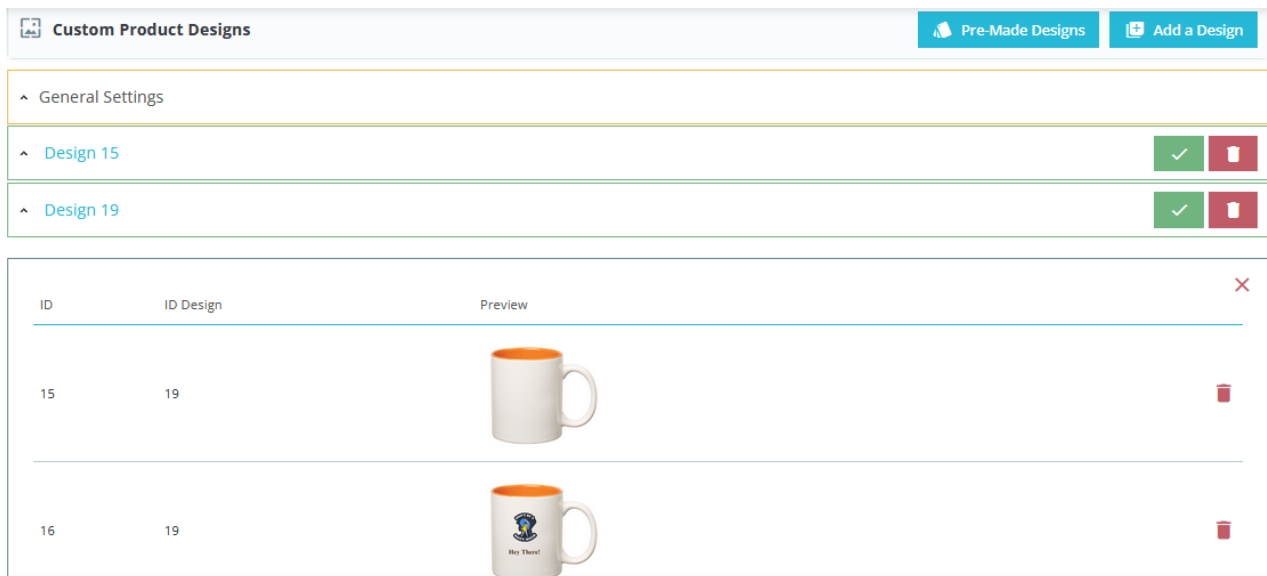 Custom Product Designs
Pre-Made Designs
Add a Design
General Settings
Design 15
Design 19
ID ID Design Preview
15 19
16 19
Hey There!